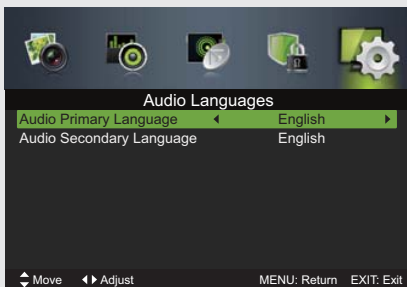 Audio Languages
Audio Primary Language English
Audio Secondary Language English
Move Adjust MENU: Return EXIT: Exit